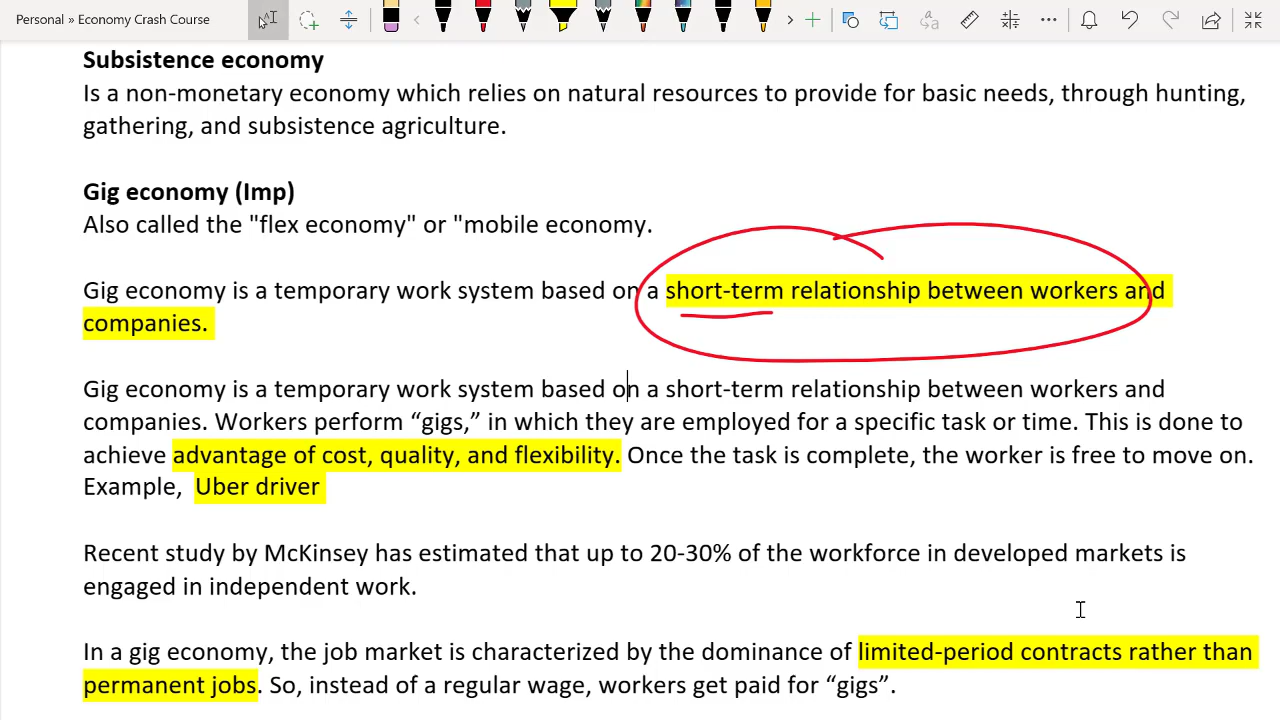 Personal » Economy Crash Course
Subsistence economy
Is a non-monetary economy which relies on natural resources to provide for basic needs, through hunting,
gathering, and subsistence agriculture.
Gig economy (Imp)
Also called the "flex economy" or "mobile economy.
Gig economy is a temporary work system based on a short-term relationship between workers and
companies.
Gig economy is a temporary work system based on a short-term relationship between workers and
companies. Workers perform “gigs,” in which they are employed for a specific task or time. This is done to
achieve advantage of cost, quality, and flexibility. Once the task is complete, the worker is free to move on.
Example, Uber driver
Recent study by McKinsey has estimated that up to 20-30% of the workforce in developed markets is
engaged in independent work.
In a gig economy, the job market is characterized by the dominance of limited-period contracts rather than
permanent jobs. So, instead of a regular wage, workers get paid for “gigs”.